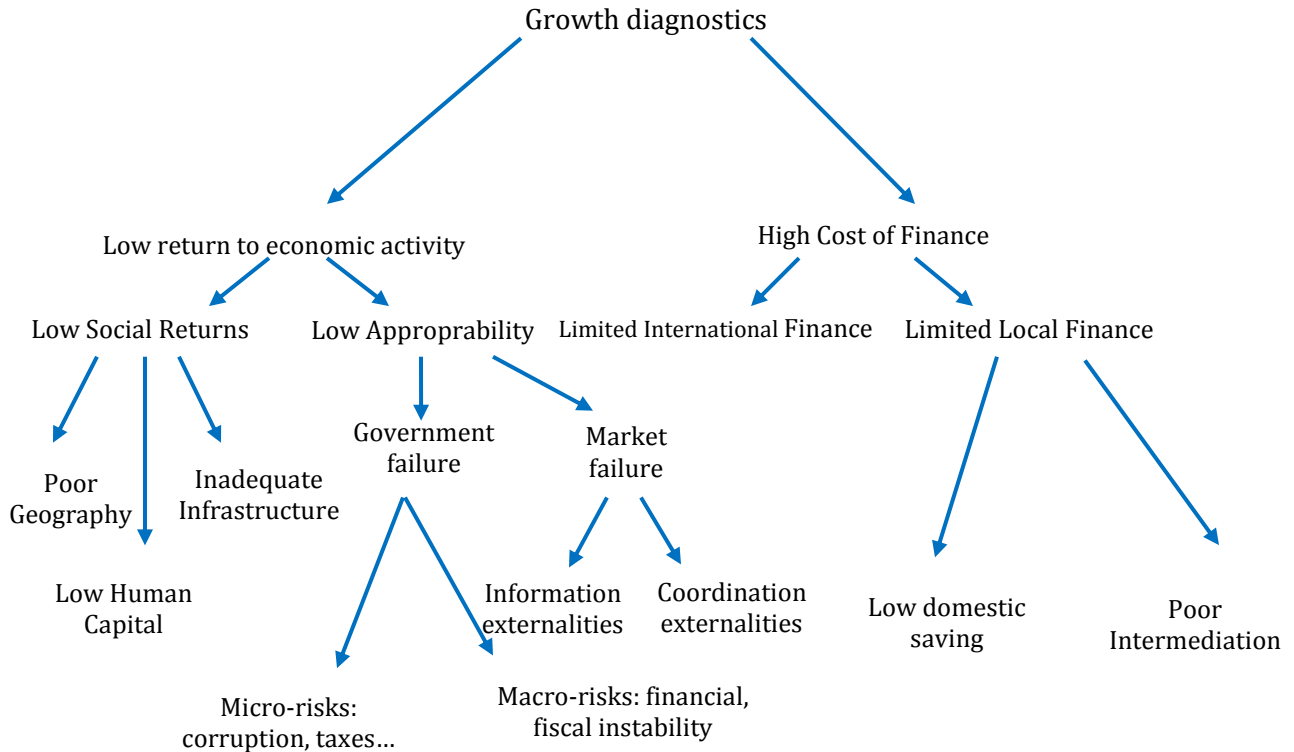 Growth diagnostics
Low return to economic activity
High Cost of Finance
Low Social Returns
Low Approprability
Limited International Finance
Limited Local Finance
Poor
Geography
Inadequate
Infrastructure
Low Human
Capital
Government
failure
Market
failure
Information
externalities
Coordination
externalities
Micro-risks:
corruption, taxes…
Macro-risks: financial,
fiscal instability
Low domestic
saving
Poor
Intermediation